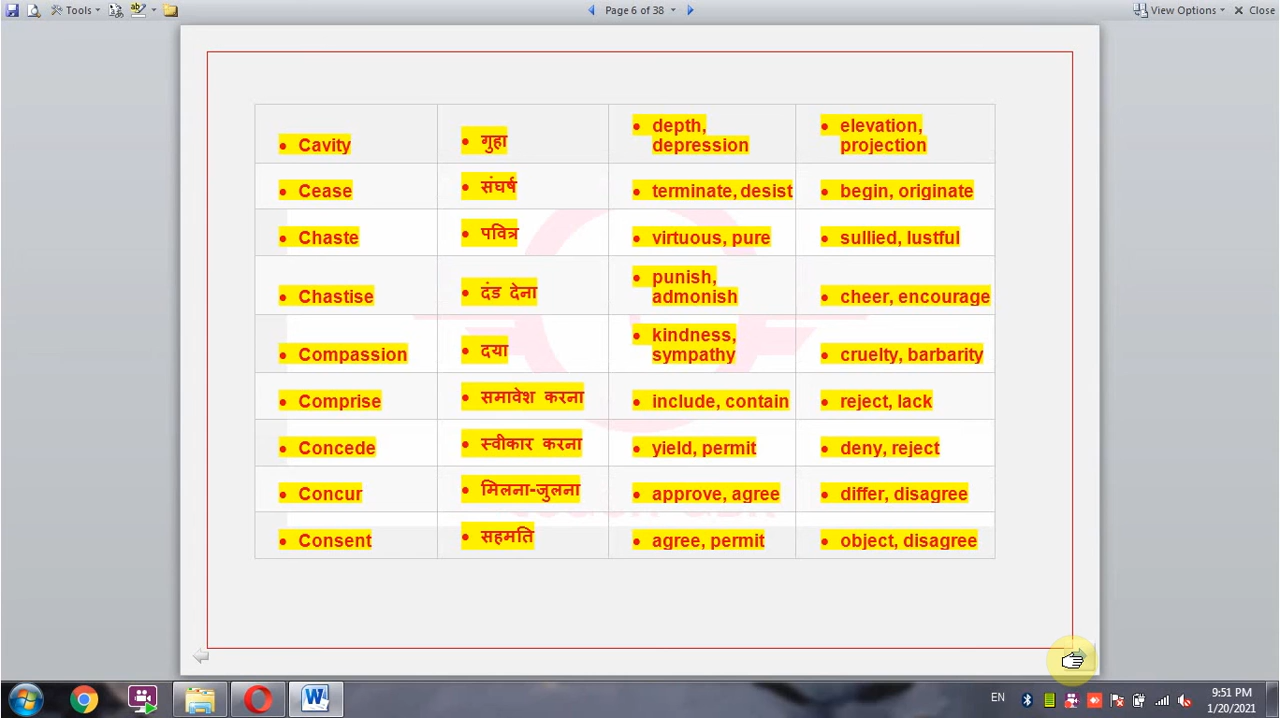 Tools
Page 6 of 38
View Options
Close
• Cavity
• गुहा
• depth,
depression
• elevation,
projection
• Cease
• संघर्ष
• terminate, desist
• begin, originate
• Chaste
• पवित्र
• virtuous, pure
• sullied, lustful
• Chastise
• दंड देना
• punish,
admonish
• cheer, encourage
• Compassion
• दया
• kindness,
sympathy
• cruelty, barbarity
• Comprise
• समावेश करना
• include, contain
• reject, lack
• Concede
• स्वीकार करना
• yield, permit
• deny, reject
• Concur
• मिलना-जुलना
• approve, agree
• differ, disagree
• Consent
• सहमति
• agree, permit
• object, disagree
EN
9:51 PM
1/20/2021